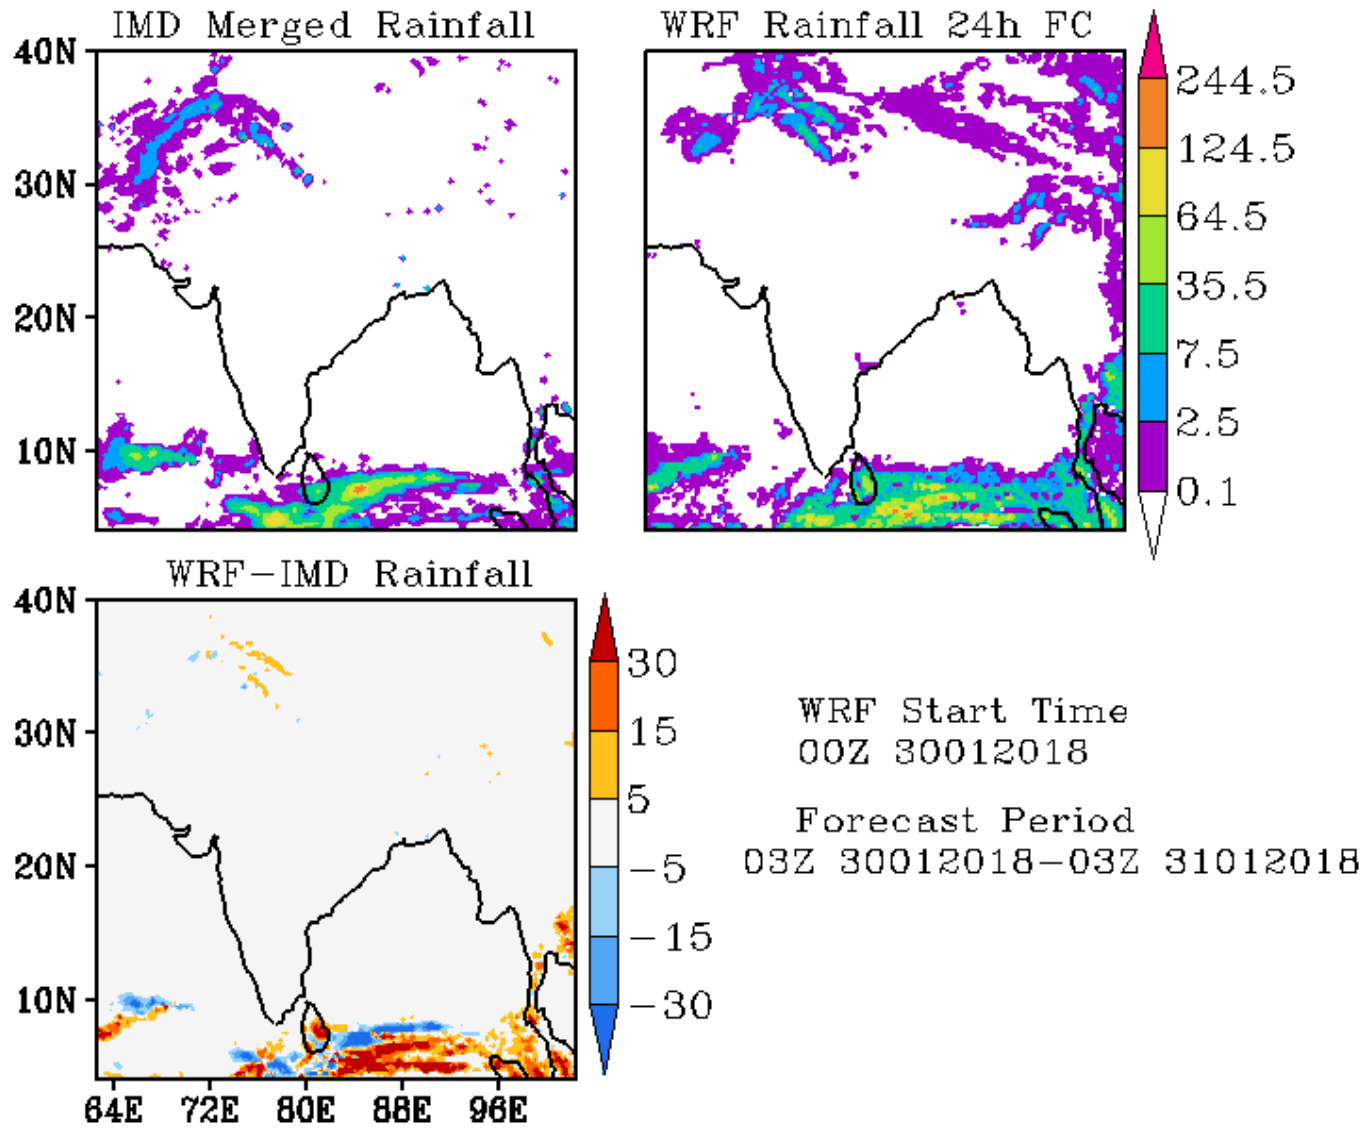 IMD Merged Rainfall
WRF Rainfall 24h FC
40N
30N
20N
10N
244.5
124.5
64.5
35.5
7.5
2.5
0.1
WRF-IMD Rainfall
40N
30N
20N
10N
64E 72E 80E 88E 96E
30
15
5
-5
-15
-30
WRF Start Time
00Z 30012018
Forecast Period
03Z 30012018-03Z 31012018